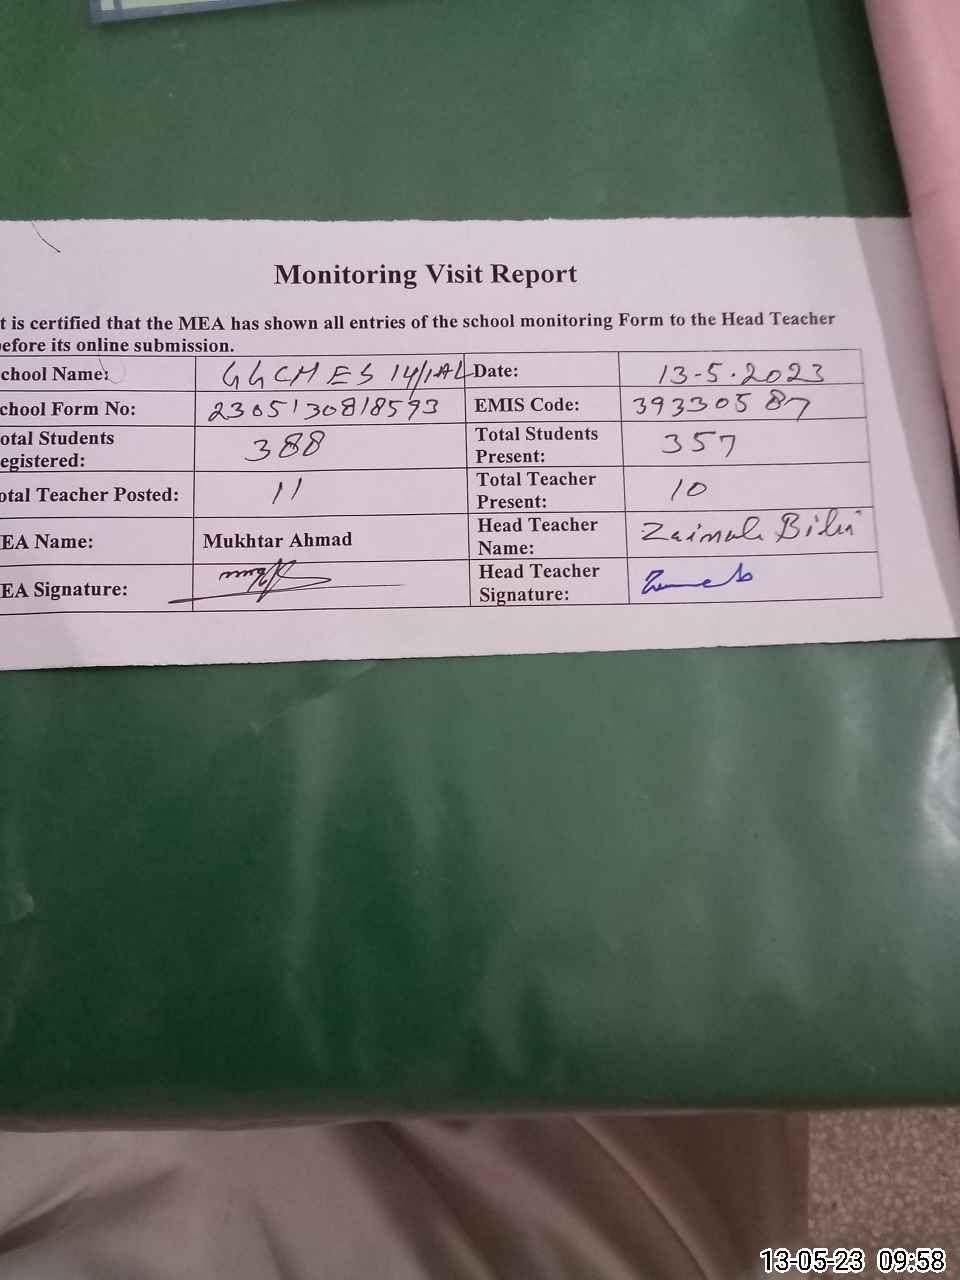 Monitoring Visit Report
t is certified that the MEA has shown all entries of the school monitoring Form to the Head Teacher
efore its online submission.
chool Name: GGCMES 14/1AL Date: 13-5-2023
chool Form No: 2305130818593 EMIS Code: 39330587
otal Students egistered: 388 Total Students Present: 357
otal Teacher Posted: 11 Total Teacher Present: 10
EA Name: Mukhtar Ahmad Head Teacher Name:
EA Signature: Head Teacher Signature:
13-05-23 09:58